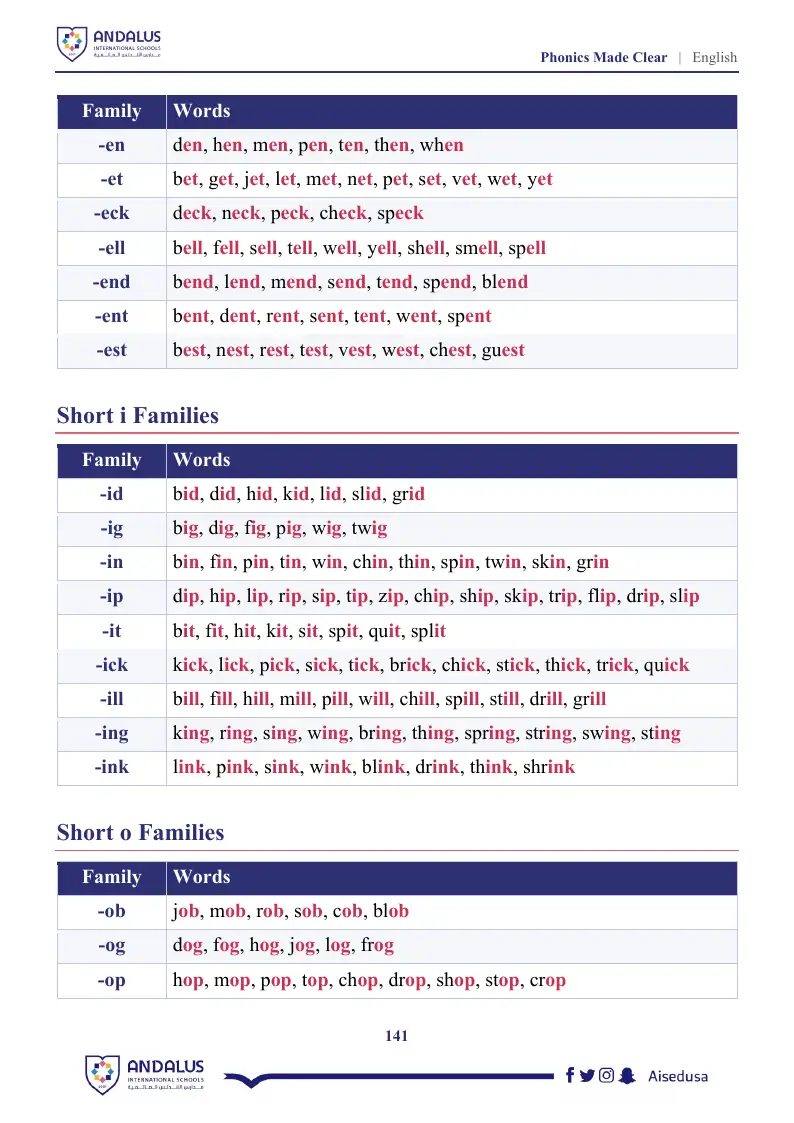 ANDALUS
INTERNATIONAL SCHOOLS
مدارس الأندلس العالمية
Phonics Made Clear | English
Family Words
-en den, hen, men, pen, ten, then, when
-et bet, get, jet, let, met, net, pet, set, vet, wet, yet
-eck deck, neck, peck, check, speck
-ell bell, fell, sell, tell, well, yell, shell, smell, spell
-end bend, lend, mend, send, tend, spend, blend
-ent bent, dent, rent, sent, tent, went, spent
-est best, nest, rest, test, vest, west, chest, guest
Short i Families
Family Words
-id bid, did, hid, kid, lid, slid, grid
-ig big, dig, fig, pig, wig, twig
-in bin, fin, pin, tin, win, chin, thin, spin, twin, skin, grin
-ip dip, hip, lip, rip, sip, tip, zip, chip, ship, skip, trip, flip, drip, slip
-it bit, fit, hit, kit, sit, spit, quit, split
-ick kick, lick, pick, sick, tick, brick, chick, stick, thick, trick, quick
-ill bill, fill, hill, mill, pill, will, chill, spill, still, drill, grill
-ing king, ring, sing, wing, bring, thing, spring, string, swing, sting
-ink link, pink, sink, wink, blink, drink, think, shrink
Short o Families
Family Words
-ob job, mob, rob, sob, cob, blob
-og dog, fog, hog, jog, log, frog
-op hop, mop, pop, top, chop, drop, shop, stop, crop
141
ANDALUS
INTERNATIONAL SCHOOLS
مدارس الأندلس العالمية
Aisedusa